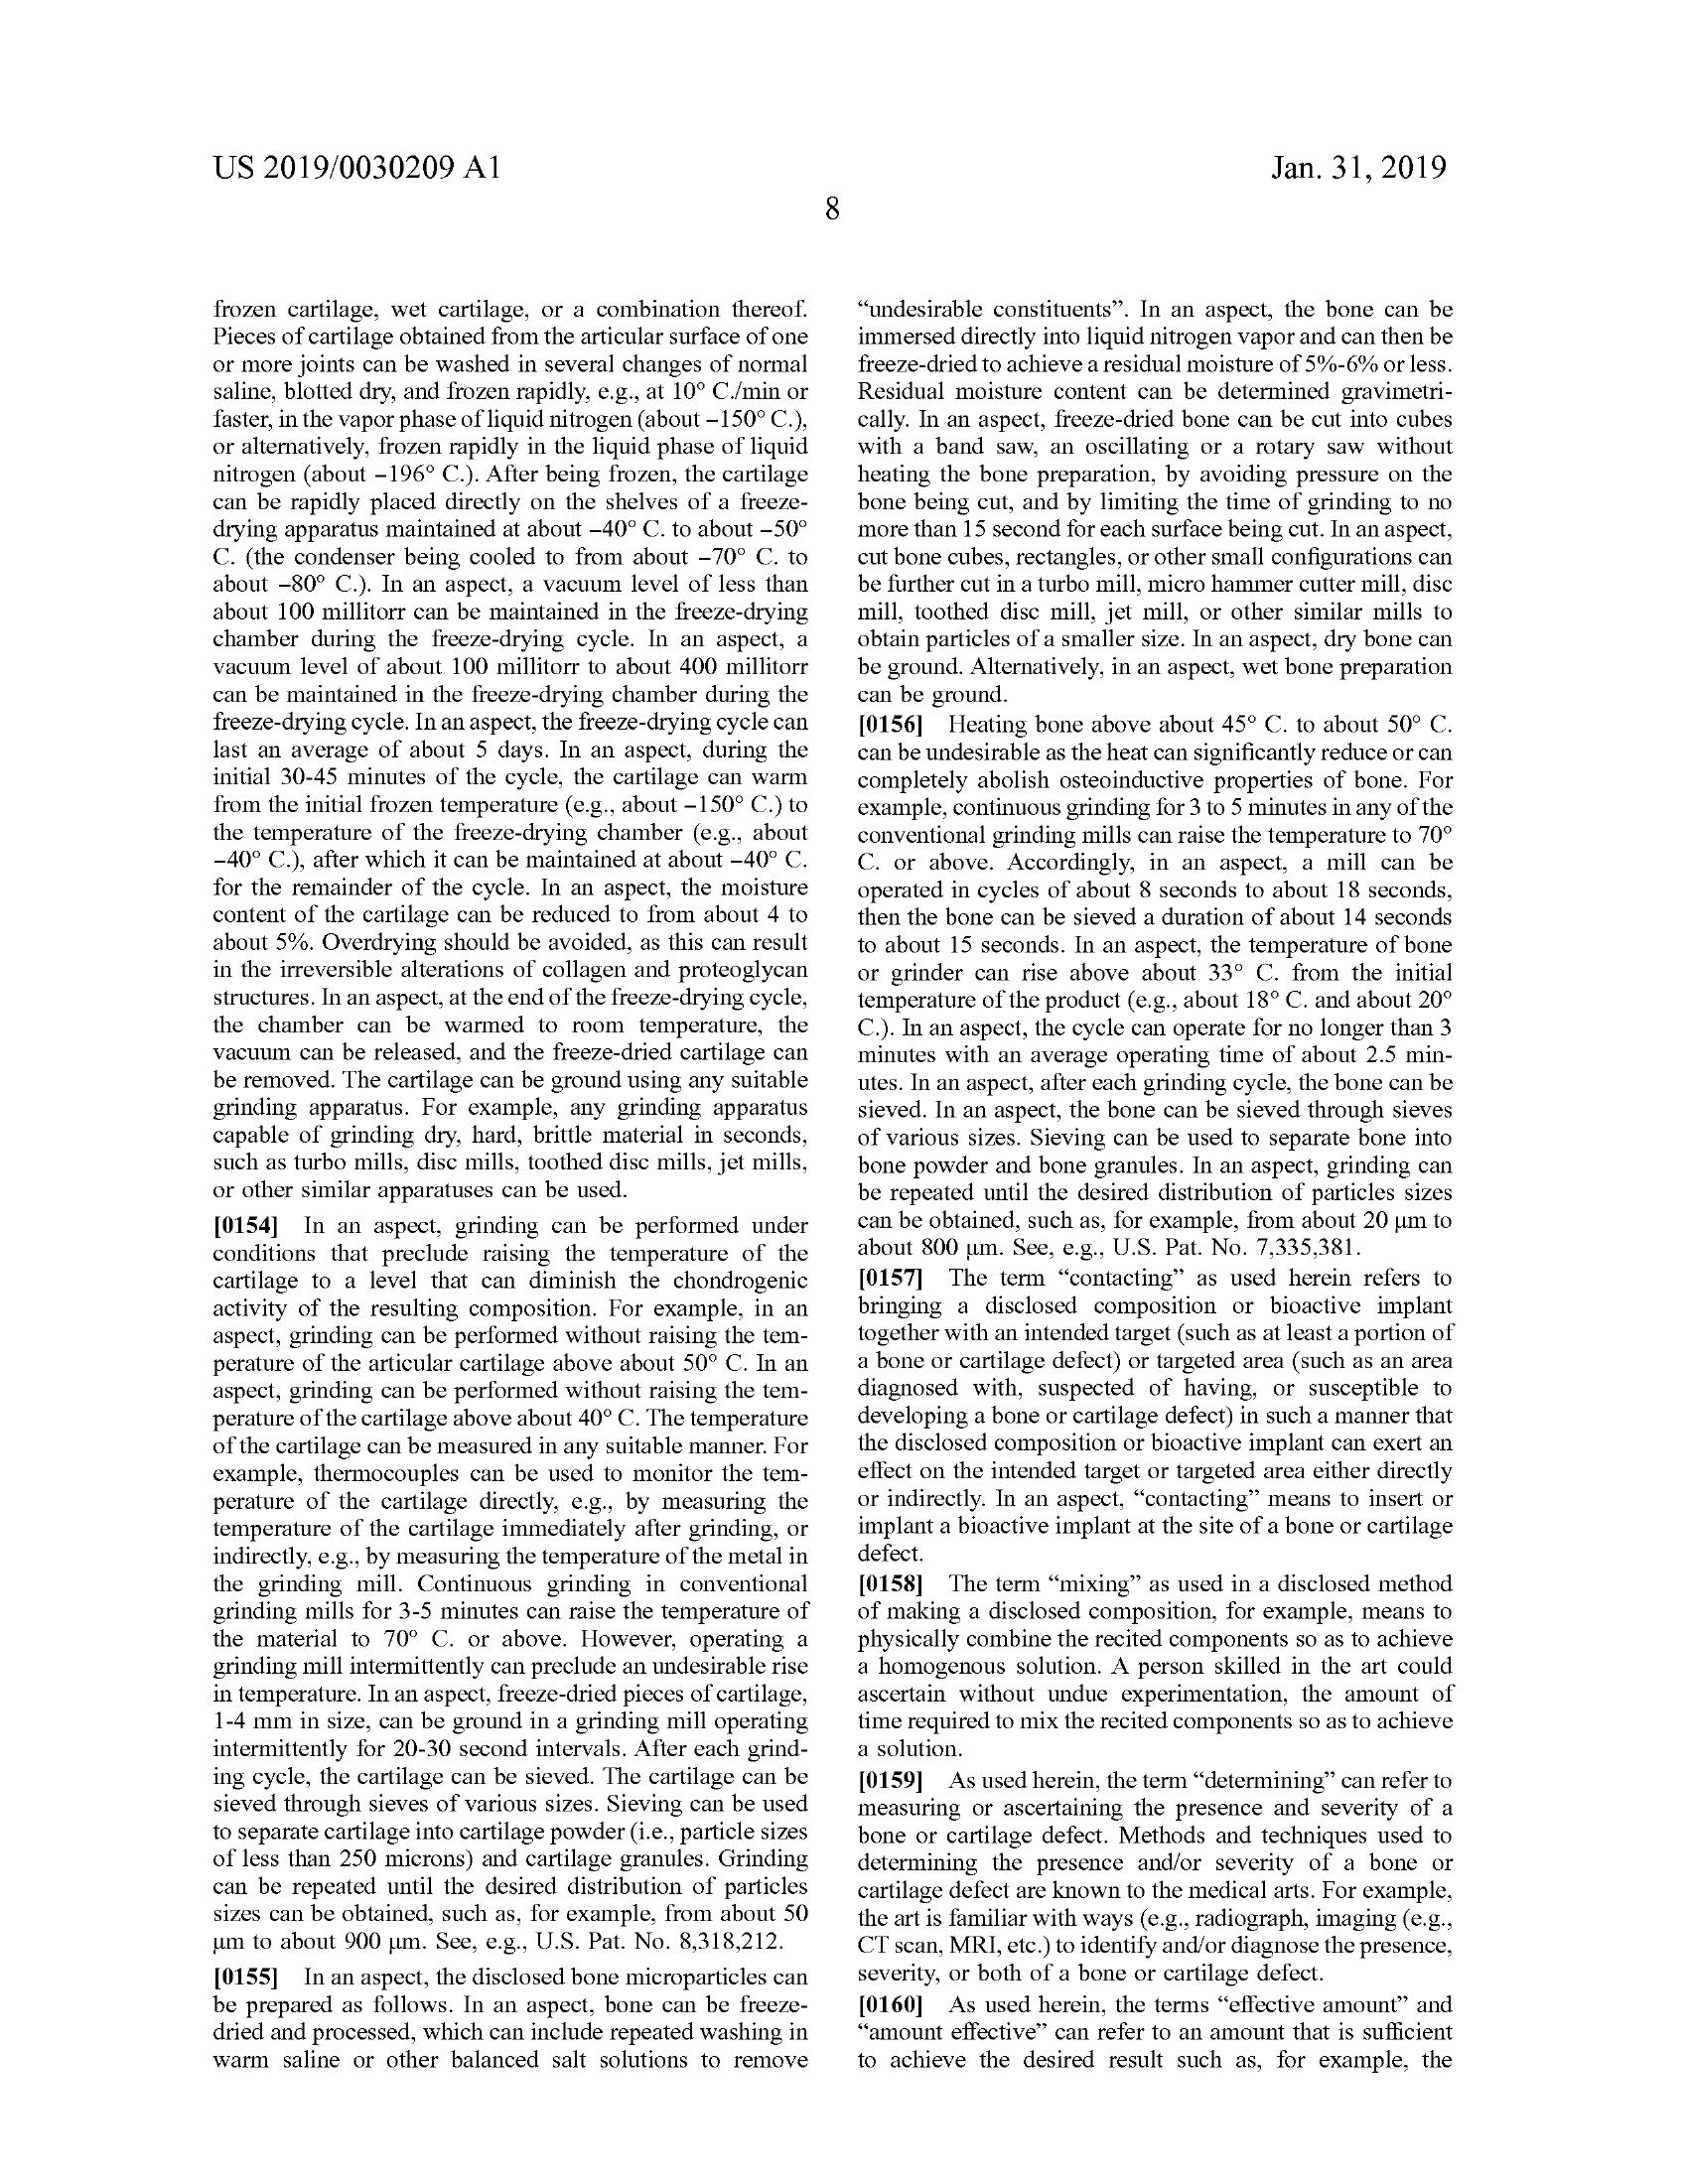 US 2019/0030209 A1
Jan. 31, 2019
8
frozen cartilage, wet cartilage, or a combination thereof.
Pieces of cartilage obtained from the articular surface of one
or more joints can be washed in several changes of normal
saline, blotted dry, and frozen rapidly, e.g., at 10° C./min or
faster, in the vapor phase of liquid nitrogen (about −150° C.),
or alternatively, frozen rapidly in the liquid phase of liquid
nitrogen (about −196° C.). After being frozen, the cartilage
can be rapidly placed directly on the shelves of a freeze-
drying apparatus maintained at about −40° C. to about −50°
C. (the condenser being cooled to from about −70° C. to
about −80° C.). In an aspect, a vacuum level of less than
about 100 millitorr can be maintained in the freeze-drying
chamber during the freeze-drying cycle. In an aspect, a
vacuum level of about 100 millitorr to about 400 millitorr
can be maintained in the freeze-drying chamber during the
freeze-drying cycle. In an aspect, the freeze-drying cycle can
last an average of about 5 days. In an aspect, during the
initial 30-45 minutes of the cycle, the cartilage can warm
from the initial frozen temperature (e.g., about −150° C.) to
the temperature of the freeze-drying chamber (e.g., about
−40° C.), after which it can be maintained at about −40° C.
for the remainder of the cycle. In an aspect, the moisture
content of the cartilage can be reduced to from about 4 to
about 5%. Overdrying should be avoided, as this can result
in the irreversible alterations of collagen and proteoglycan
structures. In an aspect, at the end of the freeze-drying cycle,
the chamber can be warmed to room temperature, the
vacuum can be released, and the freeze-dried cartilage can
be removed. The cartilage can be ground using any suitable
grinding apparatus. For example, any grinding apparatus
capable of grinding dry, hard, brittle material in seconds,
such as turbo mills, disc mills, toothed disc mills, jet mills,
or other similar apparatuses can be used.
[0154] In an aspect, grinding can be performed under
conditions that preclude raising the temperature of the
cartilage to a level that can diminish the chondrogenic
activity of the resulting composition. For example, in an
aspect, grinding can be performed without raising the tem-
perature of the articular cartilage above about 50° C. In an
aspect, grinding can be performed without raising the tem-
perature of the cartilage above about 40° C. The temperature
of the cartilage can be measured in any suitable manner. For
example, thermocouples can be used to monitor the tem-
perature of the cartilage directly, e.g., by measuring the
temperature of the cartilage immediately after grinding, or
indirectly, e.g., by measuring the temperature of the metal in
the grinding mill. Continuous grinding in conventional
grinding mills for 3-5 minutes can raise the temperature of
the material to 70° C. or above. However, operating a
grinding mill intermittently can preclude an undesirable rise
in temperature. In an aspect, freeze-dried pieces of cartilage,
1-4 mm in size, can be ground in a grinding mill operating
intermittently for 20-30 second intervals. After each grind-
ing cycle, the cartilage can be sieved. The cartilage can be
sieved through sieves of various sizes. Sieving can be used
to separate cartilage into cartilage powder (i.e., particle sizes
of less than 250 microns) and cartilage granules. Grinding
can be repeated until the desired distribution of particles
sizes can be obtained, such as, for example, from about 50
μm to about 900 μm. See, e.g., U.S. Pat. No. 8,318,212.
[0155] In an aspect, the disclosed bone microparticles can
be prepared as follows. In an aspect, bone can be freeze-
dried and processed, which can include repeated washing in
warm saline or other balanced salt solutions to remove
“undesirable constituents”. In an aspect, the bone can be
immersed directly into liquid nitrogen vapor and can then be
freeze-dried to achieve a residual moisture of 5%-6% or less.
Residual moisture content can be determined gravimetri-
cally. In an aspect, freeze-dried bone can be cut into cubes
with a band saw, an oscillating or a rotary saw without
heating the bone preparation, by avoiding pressure on the
bone being cut, and by limiting the time of grinding to no
more than 15 second for each surface being cut. In an aspect,
cut bone cubes, rectangles, or other small configurations can
be further cut in a turbo mill, micro hammer cutter mill, disc
mill, toothed disc mill, jet mill, or other similar mills to
obtain particles of a smaller size. In an aspect, dry bone can
be ground. Alternatively, in an aspect, wet bone preparation
can be ground.
[0156] Heating bone above about 45° C. to about 50° C.
can be undesirable as the heat can significantly reduce or can
completely abolish osteoinductive properties of bone. For
example, continuous grinding for 3 to 5 minutes in any of the
conventional grinding mills can raise the temperature to 70°
C. or above. Accordingly, in an aspect, a mill can be
operated in cycles of about 8 seconds to about 18 seconds,
then the bone can be sieved a duration of about 14 seconds
to about 15 seconds. In an aspect, the temperature of bone
or grinder can rise above about 33° C. from the initial
temperature of the product (e.g., about 18° C. and about 20°
C.). In an aspect, the cycle can operate for no longer than 3
minutes with an average operating time of about 2.5 min-
utes. In an aspect, after each grinding cycle, the bone can be
sieved. In an aspect, the bone can be sieved through sieves
of various sizes. Sieving can be used to separate bone into
bone powder and bone granules. In an aspect, grinding can
be repeated until the desired distribution of particles sizes
can be obtained, such as, for example, from about 20 μm to
about 800 μm. See, e.g., U.S. Pat. No. 7,335,381.
[0157] The term “contacting” as used herein refers to
bringing a disclosed composition or bioactive implant
together with an intended target (such as at least a portion of
a bone or cartilage defect) or targeted area (such as an area
diagnosed with, suspected of having, or susceptible to
developing a bone or cartilage defect) in such a manner that
the disclosed composition or bioactive implant can exert an
effect on the intended target or targeted area either directly
or indirectly. In an aspect, “contacting” means to insert or
implant a bioactive implant at the site of a bone or cartilage
defect.
[0158] The term “mixing” as used in a disclosed method
of making a disclosed composition, for example, means to
physically combine the recited components so as to achieve
a homogenous solution. A person skilled in the art could
ascertain without undue experimentation, the amount of
time required to mix the recited components so as to achieve
a solution.
[0159] As used herein, the term “determining” can refer to
measuring or ascertaining the presence and severity of a
bone or cartilage defect. Methods and techniques used to
determining the presence and/or severity of a bone or
cartilage defect are known to the medical arts. For example,
the art is familiar with ways (e.g., radiograph, imaging (e.g.,
CT scan, MRI, etc.) to identify and/or diagnose the presence,
severity, or both of a bone or cartilage defect.
[0160] As used herein, the terms “effective amount” and
“amount effective” can refer to an amount that is sufficient
to achieve the desired result such as, for example, the